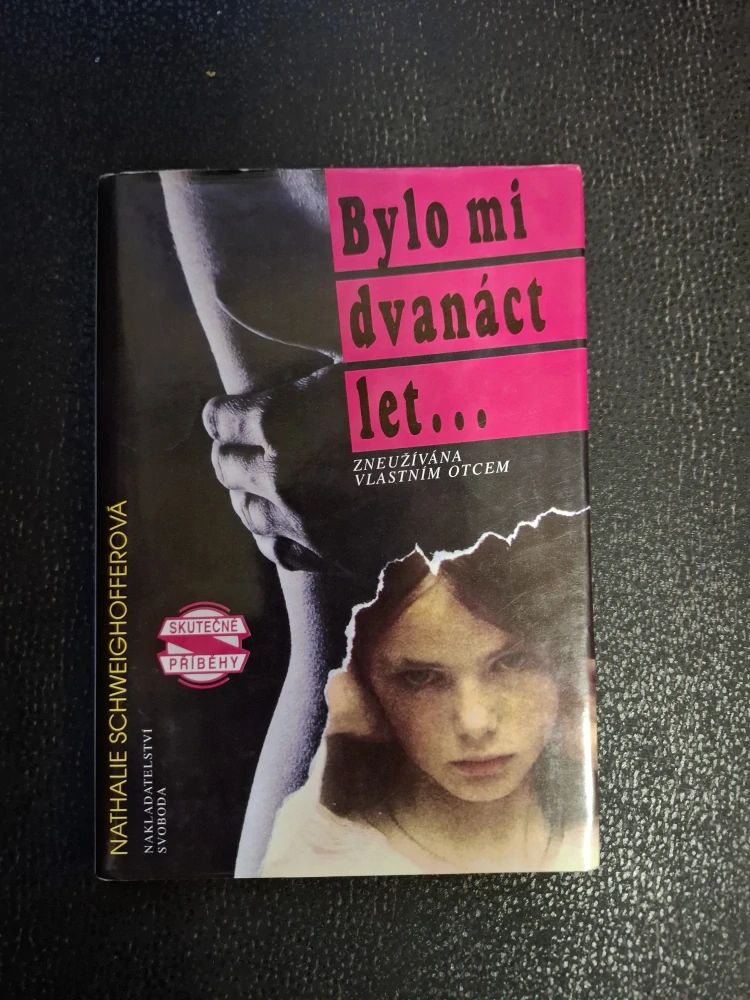 Bylo mi
dvanáct
let...
ZNEUŽÍVÁNA
VLASTNÍM OTCEM
NATHALIE SCHWEIGHOFFEROVÁ
SKUTEČNÉ
PŘÍBĚHY
NAKLADATELSTVÍ
SVOBODA